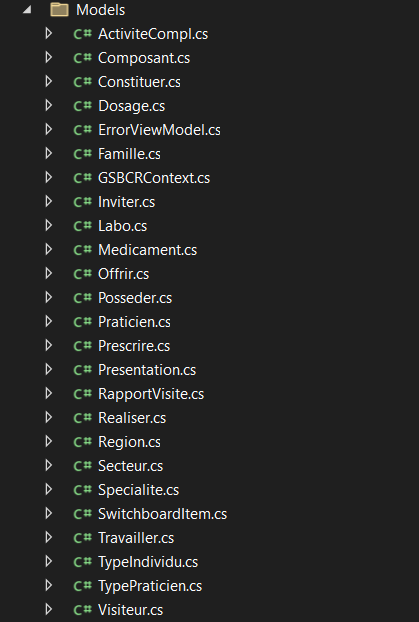 Models
C# ActiviteCompl.cs
C# Composant.cs
C# Constituer.cs
C# Dosage.cs
C# ErrorViewModel.cs
C# Famille.cs
C# GSBCRContext.cs
C# Inviter.cs
C# Labo.cs
C# Medicament.cs
C# Offrir.cs
C# Posseder.cs
C# Praticien.cs
C# Prescrire.cs
C# Presentation.cs
C# RapportVisite.cs
C# Realiser.cs
C# Region.cs
C# Secteur.cs
C# Specialite.cs
C# SwitchboardItem.cs
C# Travailler.cs
C# TypeIndividu.cs
C# TypePraticien.cs
C# Visiteur.cs